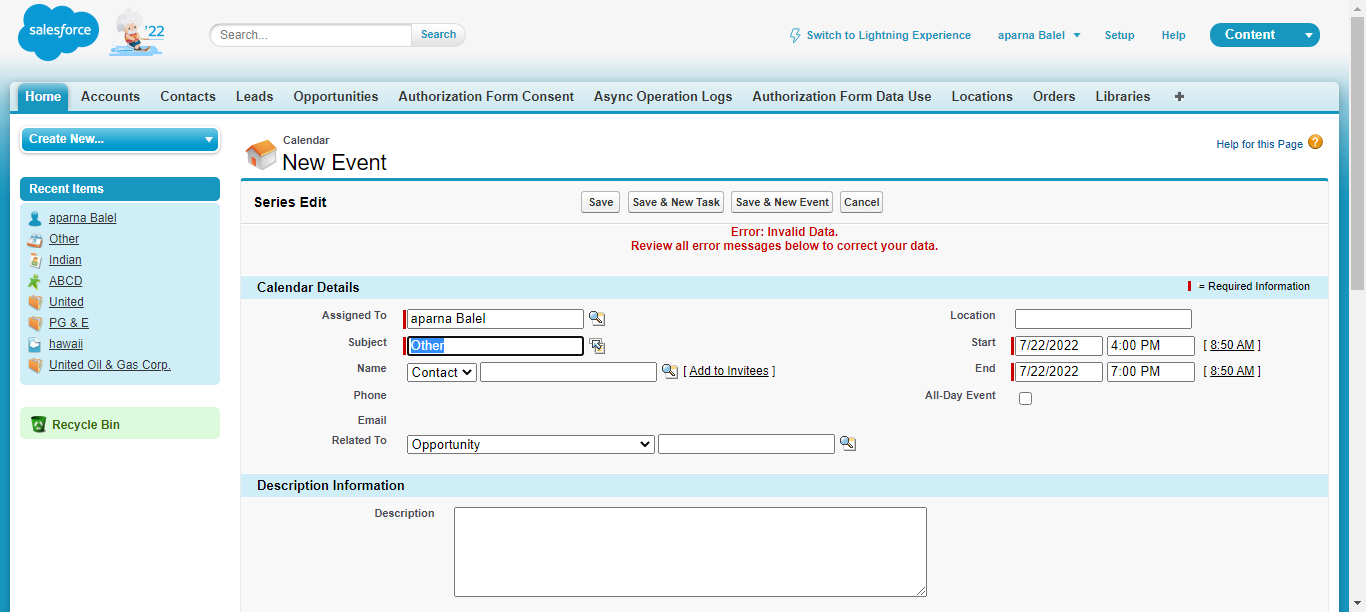 salesforce
'22
Search...
Search
Switch to Lightning Experience
aparna Balel
Setup
Help
Content
Home
Accounts
Contacts
Leads
Opportunities
Authorization Form Consent
Async Operation Logs
Authorization Form Data Use
Locations
Orders
Libraries
+
Create New...
Recent Items
aparna Balel
Other
Indian
ABCD
United
PG & E
hawaii
United Oil & Gas Corp.
Recycle Bin
Calendar
New Event
Help for this Page ?
Series Edit
Save
Save & New Task
Save & New Event
Cancel
Error: Invalid Data.
Review all error messages below to correct your data.
Calendar Details
= Required Information
Assigned To aparna Balel
Location
Subject Other
Start 7/22/2022 4:00 PM [ 8:50 AM ]
Name Contact [ Add to Invitees ]
End 7/22/2022 7:00 PM [ 8:50 AM ]
Phone
All-Day Event
Email
Related To Opportunity
Description Information
Description